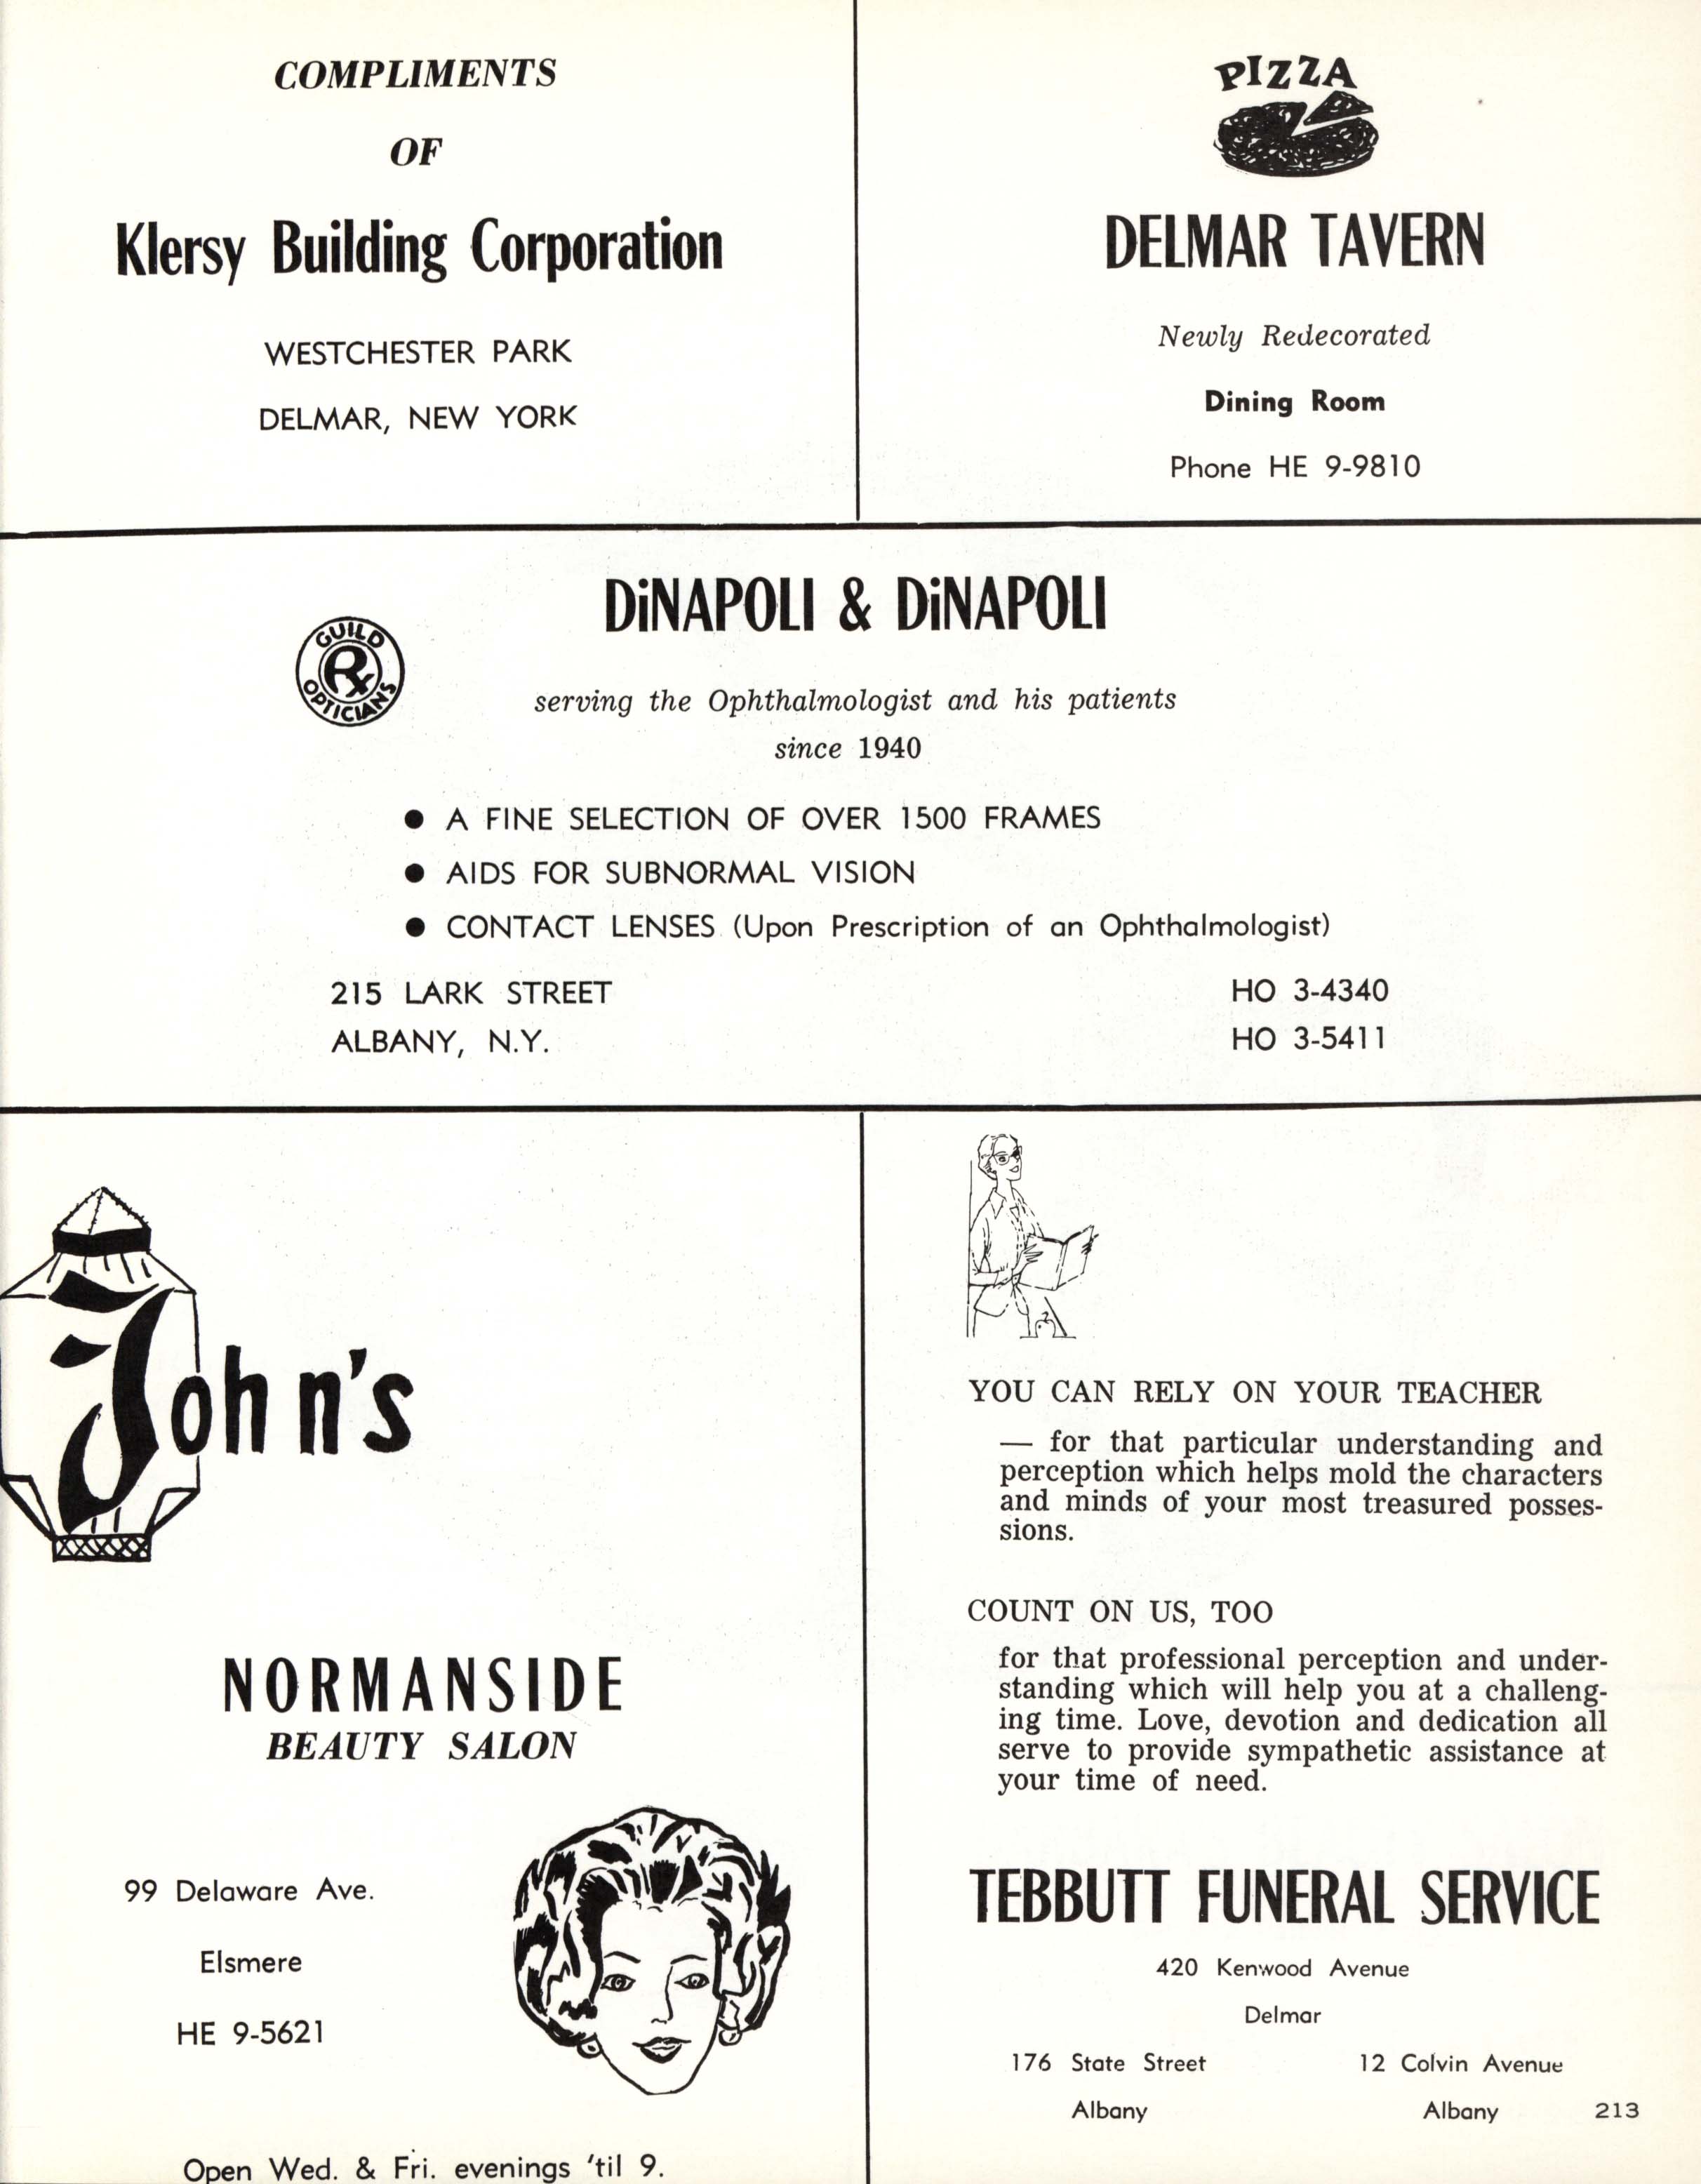 COMPLIMENTS
OF
Klersy Building Corporation
WESTCHESTER PARK
DELMAR, NEW YORK
PIZZA
DELMAR TAVERN
Newly Redecorated
Dining Room
Phone HE 9-9810
DiNAPOLI & DiNAPOLI
GUILD
Rx
OPTICIANS
serving the Ophthalmologist and his patients
since 1940
● A FINE SELECTION OF OVER 1500 FRAMES
● AIDS FOR SUBNORMAL VISION
● CONTACT LENSES (Upon Prescription of an Ophthalmologist)
215 LARK STREET
ALBANY, N.Y.
HO 3-4340
HO 3-5411
John's
NORMANSIDE
BEAUTY SALON
99 Delaware Ave.
Elsmere
HE 9-5621
Open Wed. & Fri. evenings 'til 9.
YOU CAN RELY ON YOUR TEACHER
— for that particular understanding and
perception which helps mold the characters
and minds of your most treasured posses-
sions.
COUNT ON US, TOO
for that professional perception and under-
standing which will help you at a challeng-
ing time. Love, devotion and dedication all
serve to provide sympathetic assistance at
your time of need.
TEBBUTT FUNERAL SERVICE
420 Kenwood Avenue
Delmar
176 State Street
Albany
12 Colvin Avenue
Albany
213